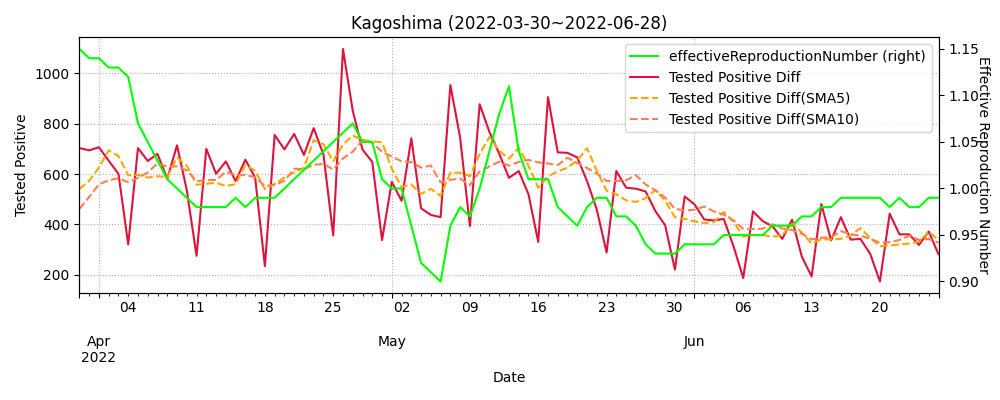 Kagoshima (2022-03-30~2022-06-28)
effectiveReproductionNumber (right)
Tested Positive Diff
Tested Positive Diff(SMA5)
Tested Positive Diff(SMA10)
Tested Positive
1000
800
600
400
200
Effective Reproduction Number
1.15
1.10
1.05
1.00
0.95
0.90
04 11 18 25 02 09 16 23 30 06 13 20
Apr May Jun
2022
Date